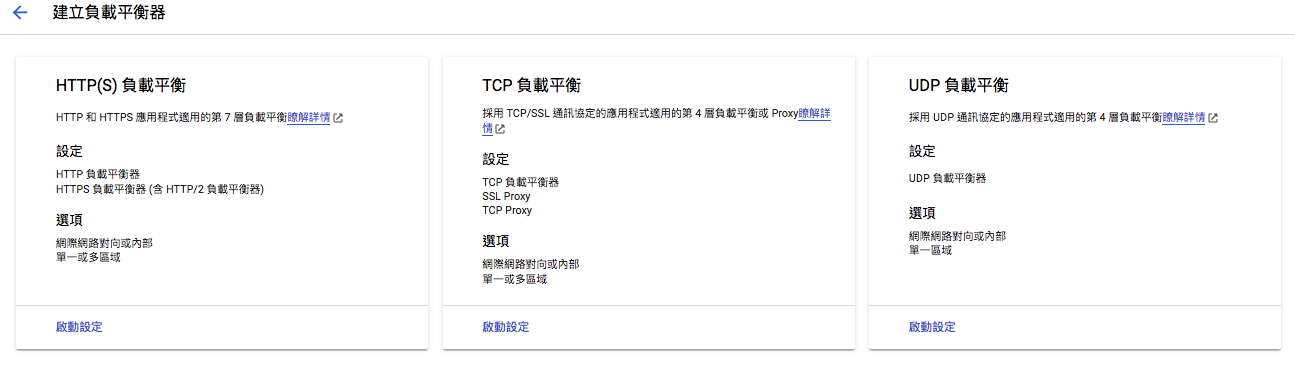 建立負載平衡器
HTTP(S) 負載平衡
HTTP 和 HTTPS 應用程式適用的第 7 層負載平衡瞭解詳情
設定
HTTP 負載平衡器
HTTPS 負載平衡器 (含 HTTP/2 負載平衡器)
選項
網際網路對向或內部
單一或多區域
啟動設定
TCP 負載平衡
採用 TCP/SSL 通訊協定的應用程式適用的第 4 層負載平衡或 Proxy瞭解詳
情
設定
TCP 負載平衡器
SSL Proxy
TCP Proxy
選項
網際網路對向或內部
單一或多區域
啟動設定
UDP 負載平衡
採用 UDP 通訊協定的應用程式適用的第 4 層負載平衡瞭解詳情
設定
UDP 負載平衡器
選項
網際網路對向或內部
單一區域
啟動設定